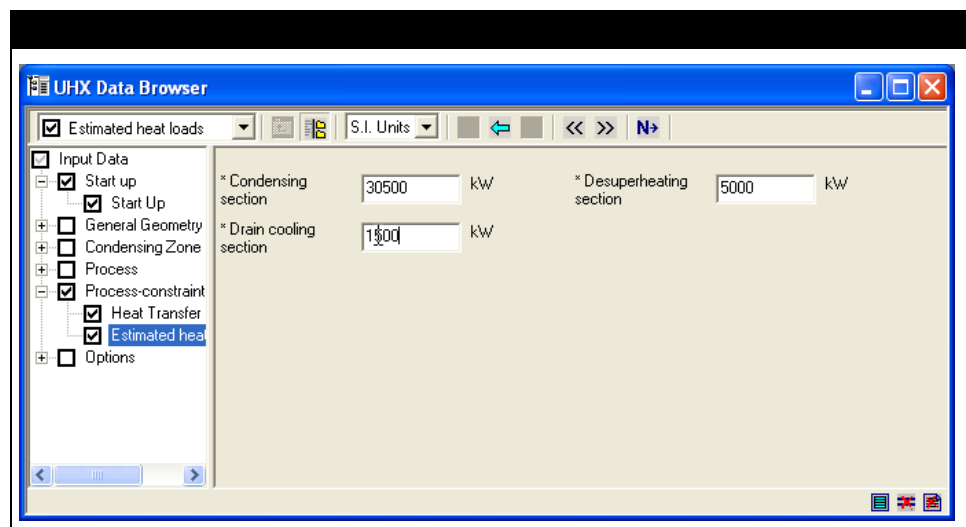 UHX Data Browser
Estimated heat loads
S.I. Units
N
Input Data
Start up
Start Up
General Geometry
Condensing Zone
Process
Process-constraint
Heat Transfer
Estimated heat
Options
* Condensing section
30500 kW
* Desuperheating section
5000 kW
* Drain cooling section
kW